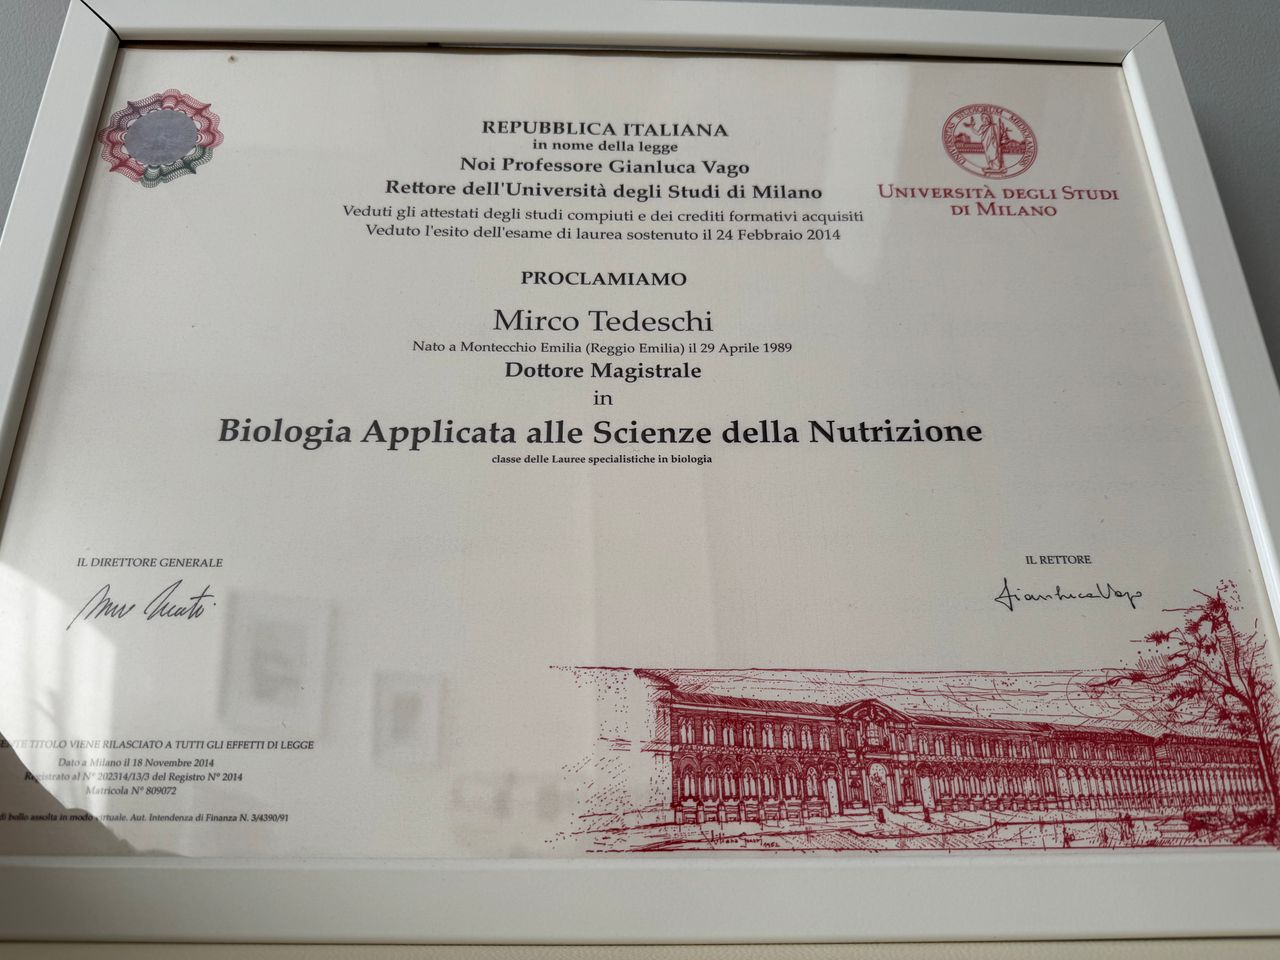 REPUBBLICA ITALIANA
in nome della legge
Noi Professore Gianluca Vago
Rettore dell'Università degli Studi di Milano
Veduti gli attestati degli studi compiuti e dei crediti formativi acquisiti
Veduto l'esito dell'esame di laurea sostenuto il 24 Febbraio 2014
UNIVERSITÀ DEGLI STUDI
DI MILANO
PROCLAMIAMO
Mirco Tedeschi
Nato a Montecchio Emilia (Reggio Emilia) il 29 Aprile 1989
Dottore Magistrale
in
Biologia Applicata alle Scienze della Nutrizione
classe delle Lauree specialistiche in biologia
IL DIRETTORE GENERALE
IL RETTORE
Gianluca Vago
TITOLO VIENE RILASCIATO A TUTTI GLI EFFETTI DI LEGGE
Dato a Milano il 18 Novembre 2014
Registrato al N° 202314/13/3 del Registro N° 2014
Matricola N° 809072
di bollo assolta in modo virtuale. Aut. Intendenza di Finanza N. 3/4390/91